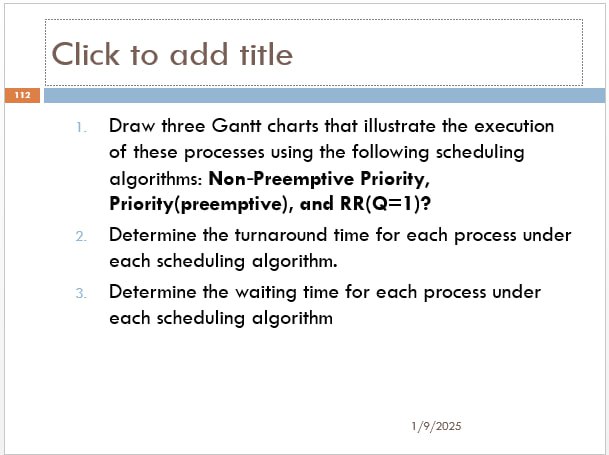 Click to add title
112
1. Draw three Gantt charts that illustrate the execution
of these processes using the following scheduling
algorithms: Non-Preemptive Priority,
Priority(preemptive), and RR(Q=1)?
2. Determine the turnaround time for each process under
each scheduling algorithm.
3. Determine the waiting time for each process under
each scheduling algorithm
1/9/2025